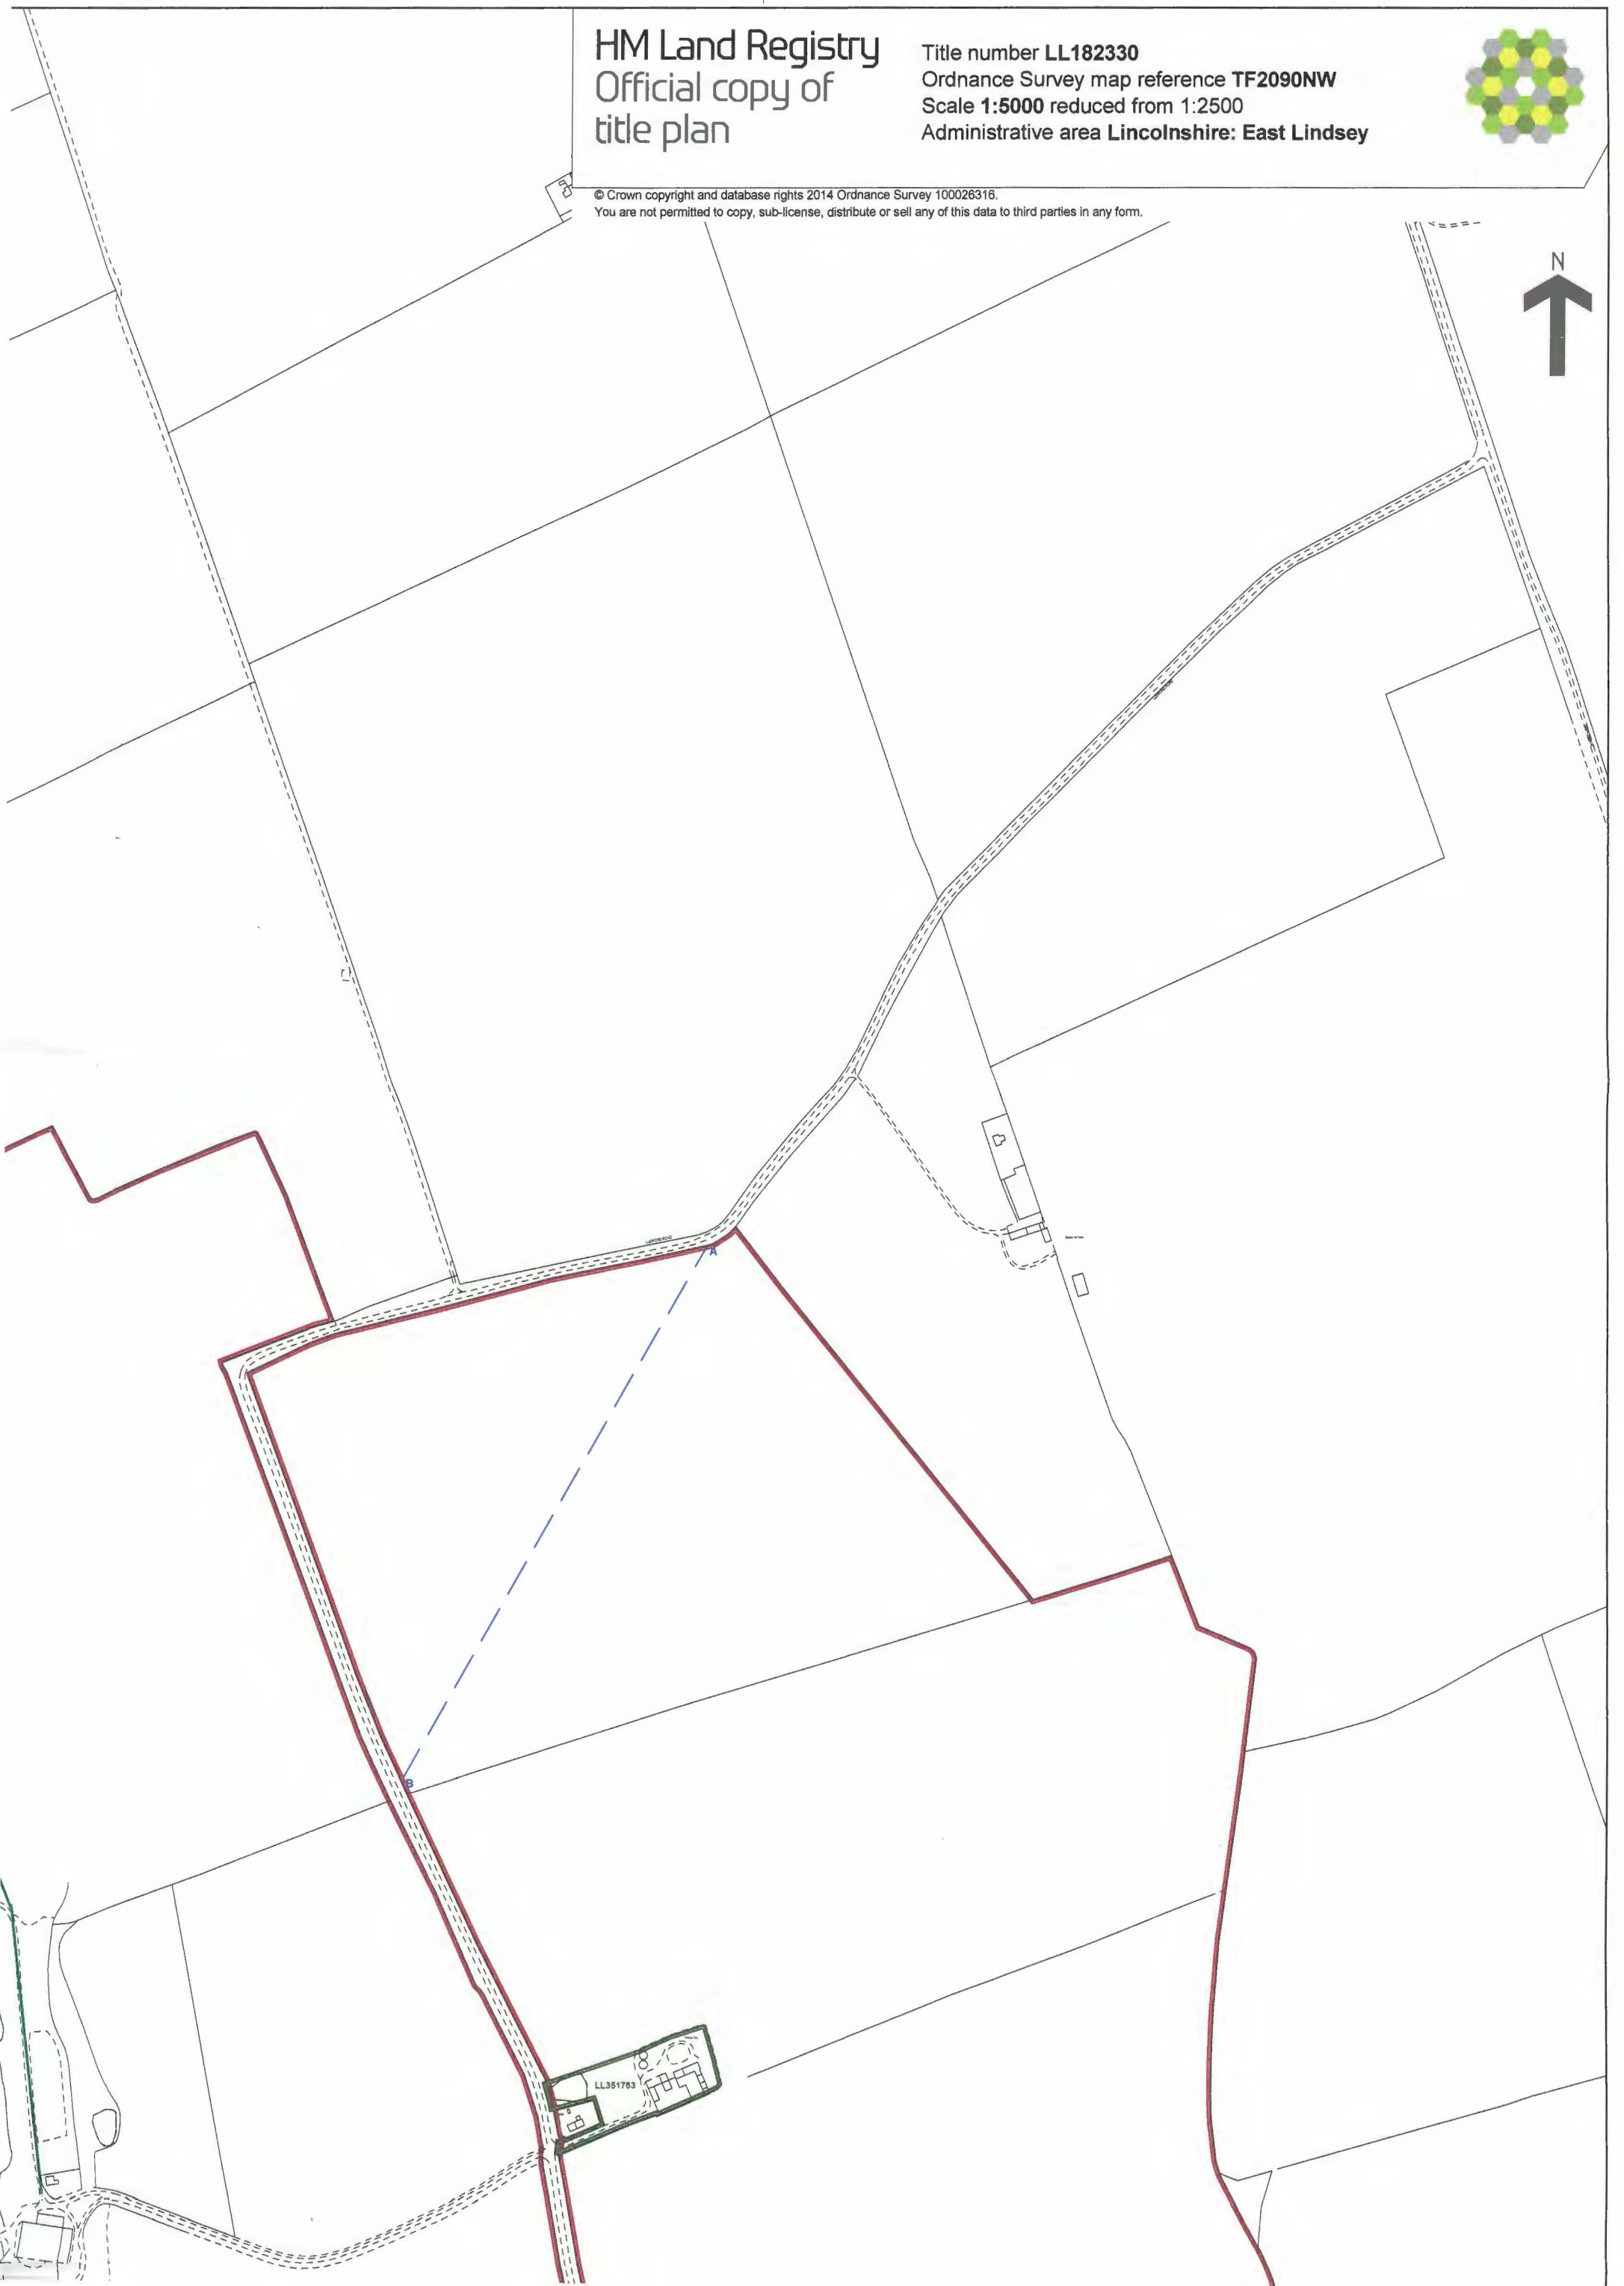 HM Land Registry
Official copy of
title plan
Title number LL182330
Ordnance Survey map reference TF2090NW
Scale 1:5000 reduced from 1:2500
Administrative area Lincolnshire: East Lindsey
© Crown copyright and database rights 2014 Ordnance Survey 100026316.
You are not permitted to copy, sub-license, distribute or sell any of this data to third parties in any form.
N
A
B
LL351763